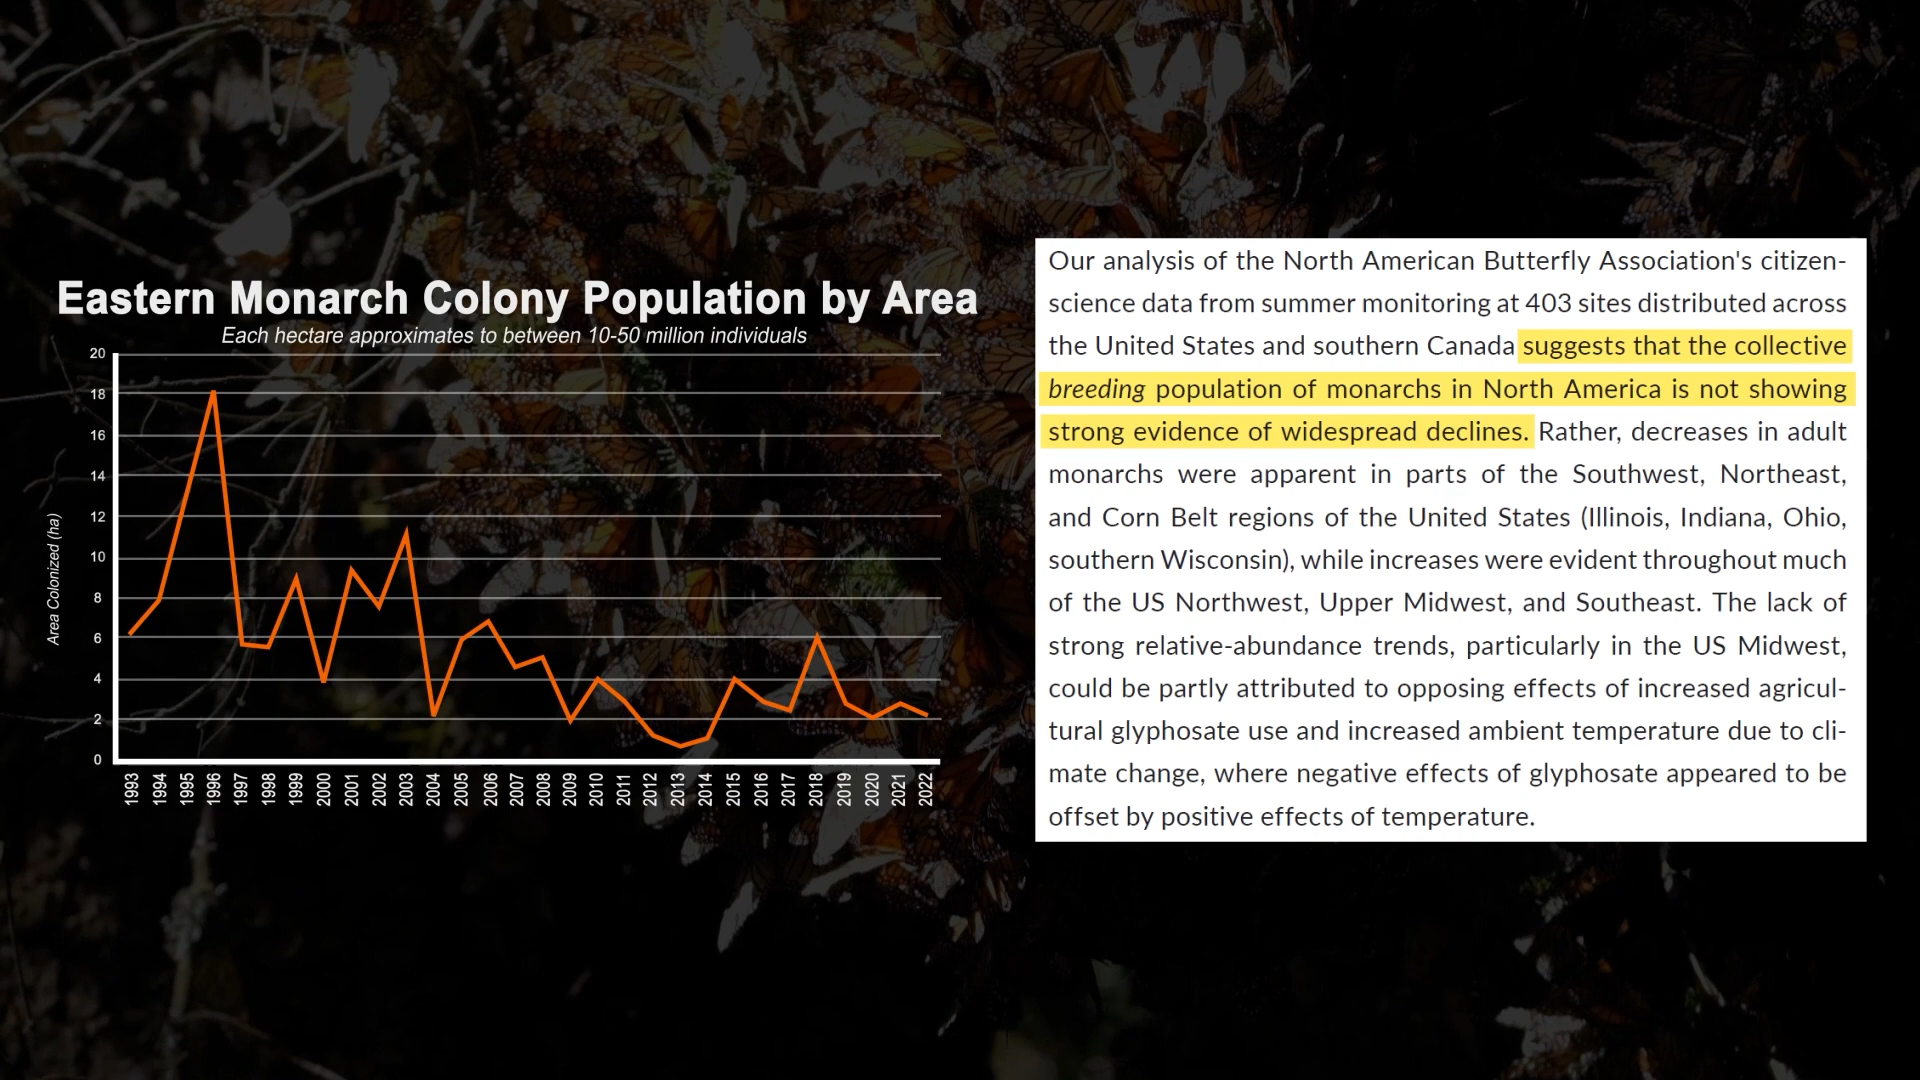 Eastern Monarch Colony Population by Area
Each hectare approximates to between 10-50 million individuals
Area Colonized (ha)
20
18
16
14
12
10
8
6
4
2
0
1993
1994
1995
1996
1997
1998
1999
2000
2001
2002
2003
2004
2005
2006
2007
2008
2009
2010
2011
2012
2013
2014
2015
2016
2017
2018
2019
2020
2021
2022
Our analysis of the North American Butterfly Association's citizen-
science data from summer monitoring at 403 sites distributed across
the United States and southern Canada suggests that the collective
breeding population of monarchs in North America is not showing
strong evidence of widespread declines. Rather, decreases in adult
monarchs were apparent in parts of the Southwest, Northeast,
and Corn Belt regions of the United States (Illinois, Indiana, Ohio,
southern Wisconsin), while increases were evident throughout much
of the US Northwest, Upper Midwest, and Southeast. The lack of
strong relative-abundance trends, particularly in the US Midwest,
could be partly attributed to opposing effects of increased agricul-
tural glyphosate use and increased ambient temperature due to cli-
mate change, where negative effects of glyphosate appeared to be
offset by positive effects of temperature.